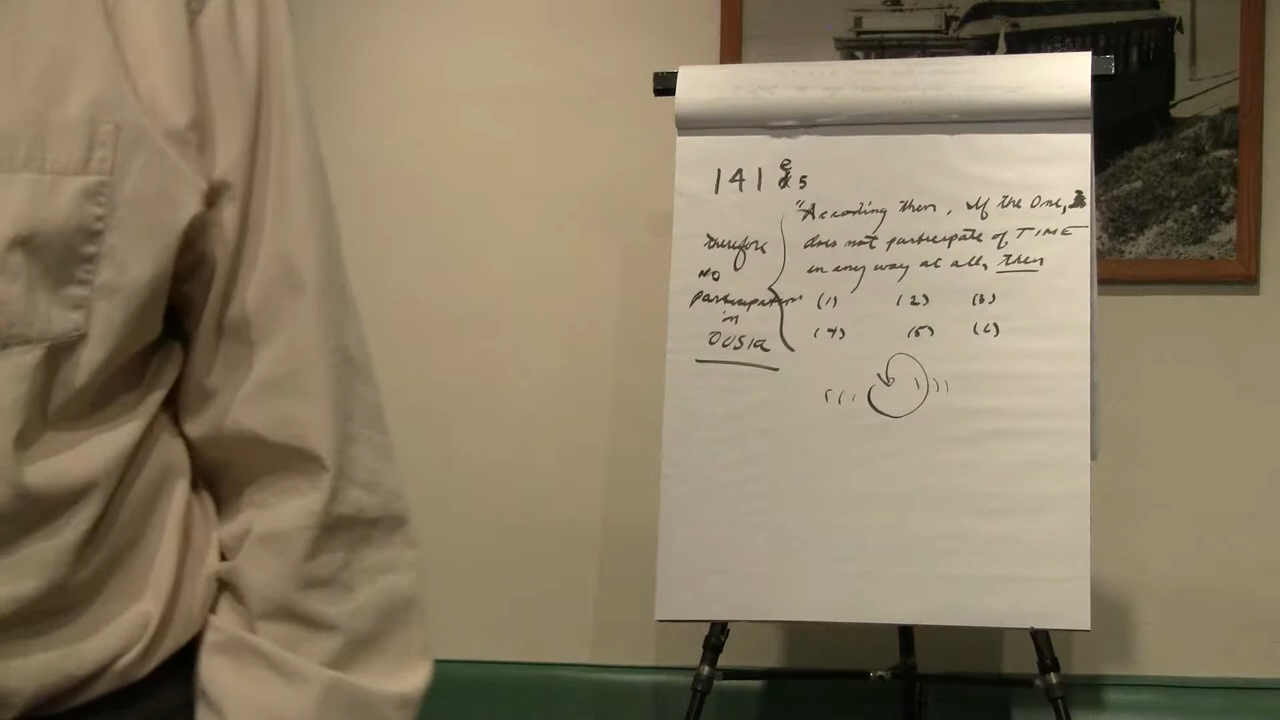 141 e 5
"According then, if the One,
does not participate of TIME
in any way at all, then
(1) (2) (3)
(4) (5) (6)
therefore
NO
participation
in
OUSIA